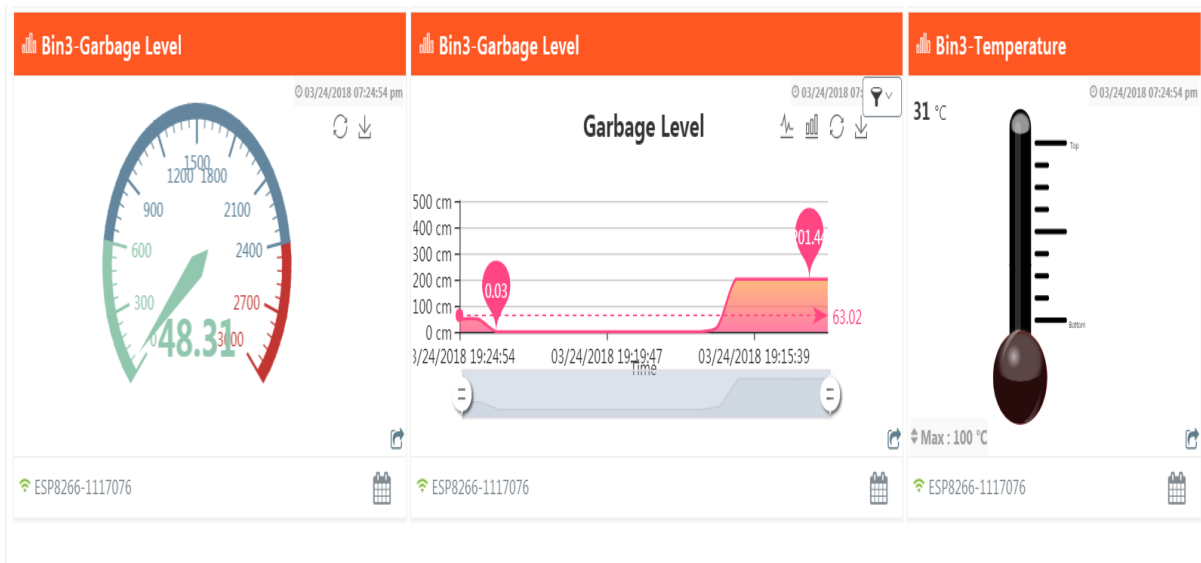 Bin3-Garbage Level
03/24/2018 07:24:54 pm
1500
1200 1800
900 2100
600 2400
300 2700
0 3000
48.31
ESP8266-1117076
Bin3-Garbage Level
03/24/2018 07:
Garbage Level
500 cm
400 cm
300 cm
200 cm
100 cm
0 cm
0.03
201.44
63.02
3/24/2018 19:24:54 03/24/2018 19:19:47 03/24/2018 19:15:39
Time
ESP8266-1117076
Bin3-Temperature
03/24/2018 07:24:54 pm
31 °C
Top
Bottom
Max : 100 °C
ESP8266-1117076